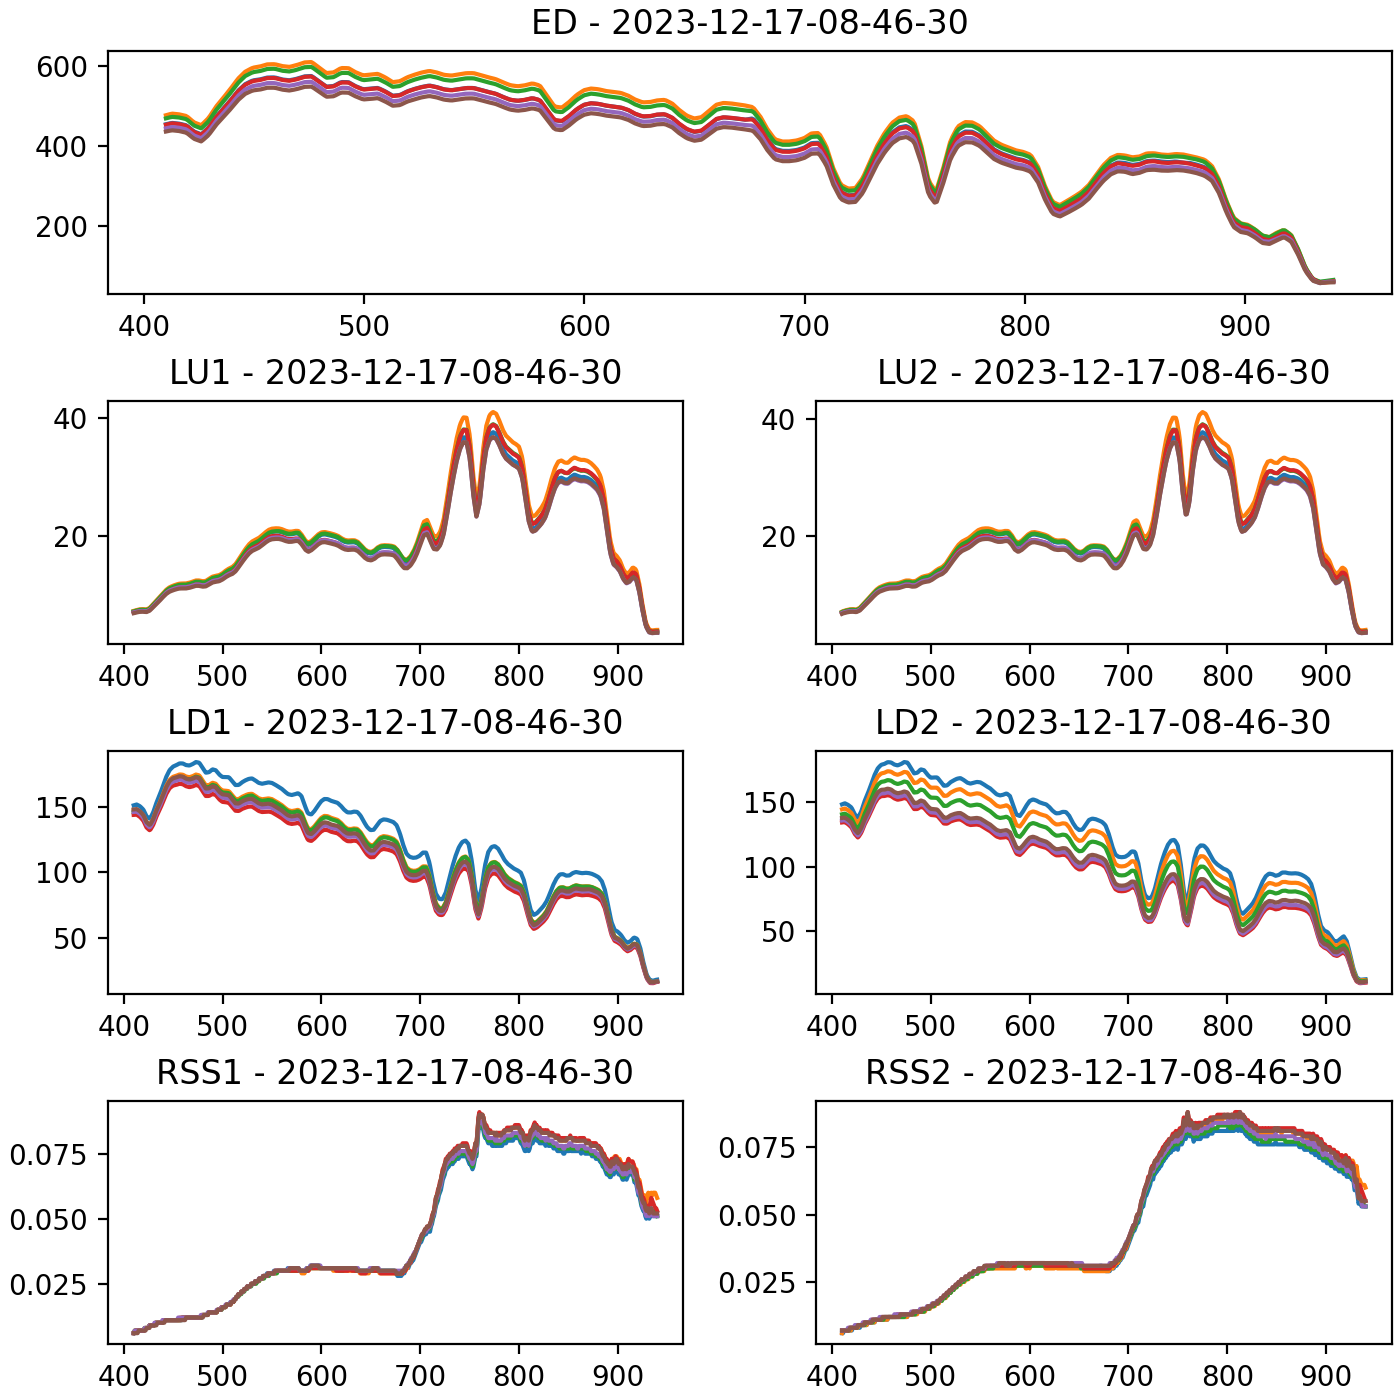 ED - 2023-12-17-08-46-30
600
400
200
400 500 600 700 800 900
LU1 - 2023-12-17-08-46-30
40
20
400 500 600 700 800 900
LU2 - 2023-12-17-08-46-30
40
20
400 500 600 700 800 900
LD1 - 2023-12-17-08-46-30
150
100
50
400 500 600 700 800 900
LD2 - 2023-12-17-08-46-30
150
100
50
400 500 600 700 800 900
RSS1 - 2023-12-17-08-46-30
0.075
0.050
0.025
400 500 600 700 800 900
RSS2 - 2023-12-17-08-46-30
0.075
0.050
0.025
400 500 600 700 800 900